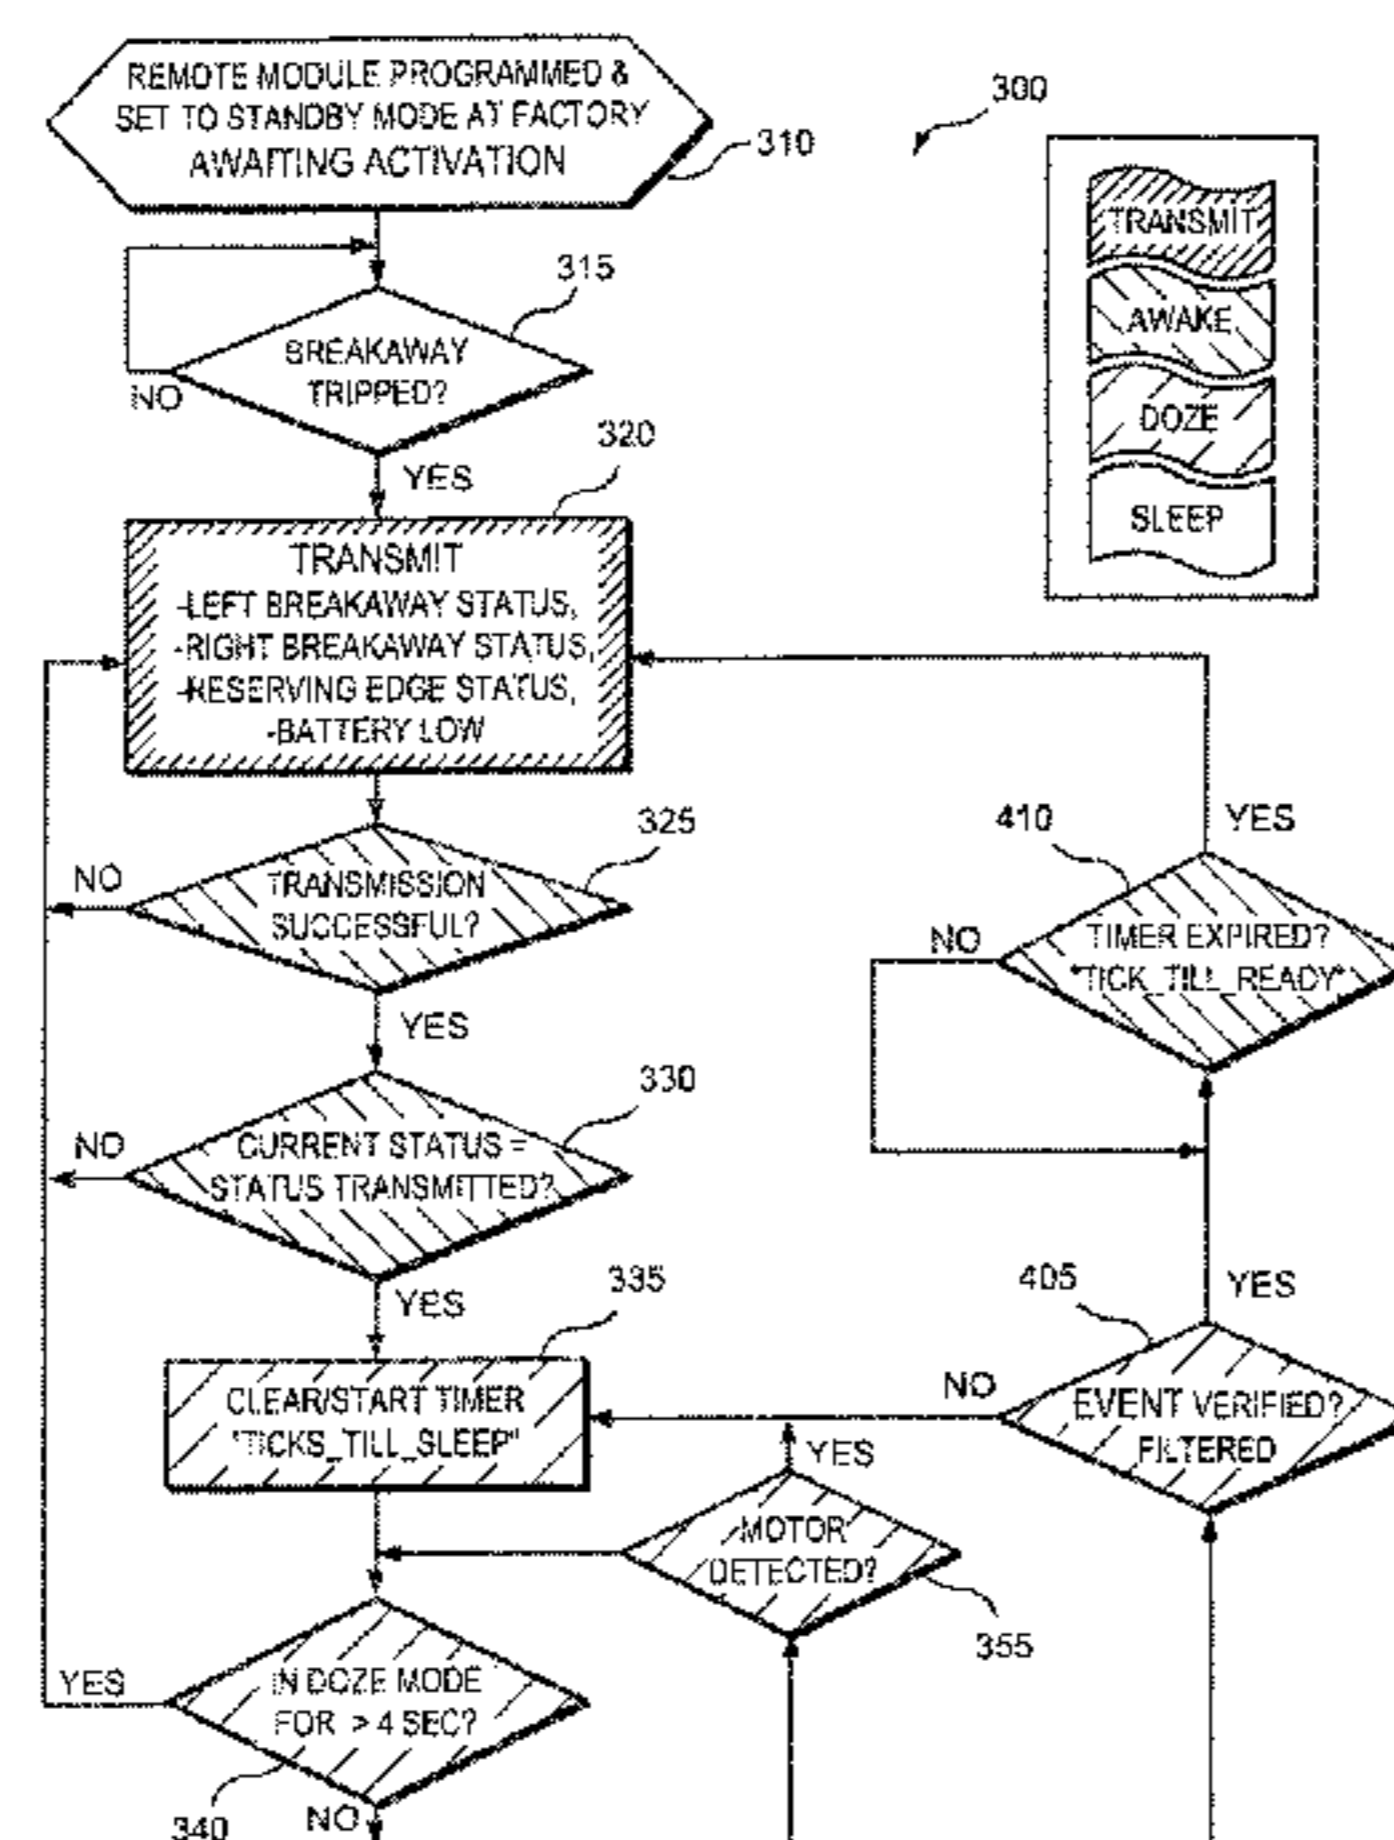 REMOTE MODULE PROGRAMMED &
SET TO STANDBY MODE AT FACTORY
AWAITING ACTIVATION
310
300
TRANSMIT
AWAKE
DOZE
SLEEP
315
BREAKAWAY
TRIPPED?
NO
YES
320
TRANSMIT
-LEFT BREAKAWAY STATUS,
-RIGHT BREAKAWAY STATUS,
-RESERVING EDGE STATUS,
-BATTERY LOW
325
TRANSMISSION
SUCCESSFUL?
NO
YES
330
CURRENT STATUS =
STATUS TRANSMITTED?
NO
YES
335
CLEAR/START TIMER
"TICKS_TILL_SLEEP"
IN DOZE MODE
FOR > 4 SEC?
YES
340
NO
YES
MOTOR
DETECTED?
355
410
YES
TIMER EXPIRED?
"TICK_TILL_READY"
NO
405
YES
EVENT VERIFIED?
FILTERED
NO